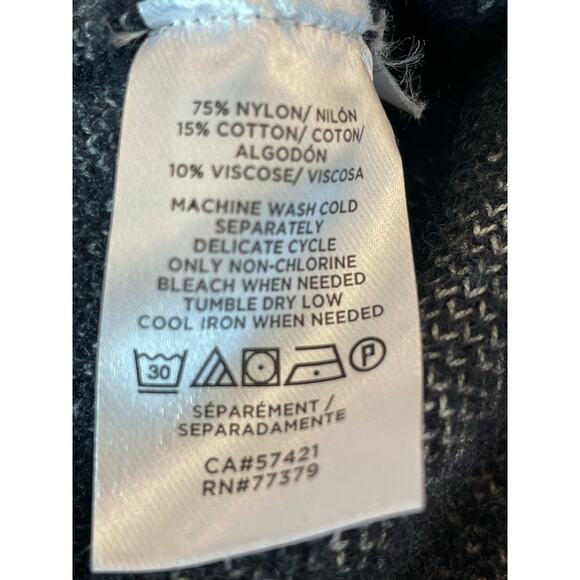 75% NYLON/ NILÓN
15% COTTON/ COTON/
ALGODÓN
10% VISCOSE/ VISCOSA
MACHINE WASH COLD
SEPARATELY
DELICATE CYCLE
ONLY NON-CHLORINE
BLEACH WHEN NEEDED
TUMBLE DRY LOW
COOL IRON WHEN NEEDED
30 P
SÉPARÉMENT /
SEPARADAMENTE
CA#57421
RN#77379